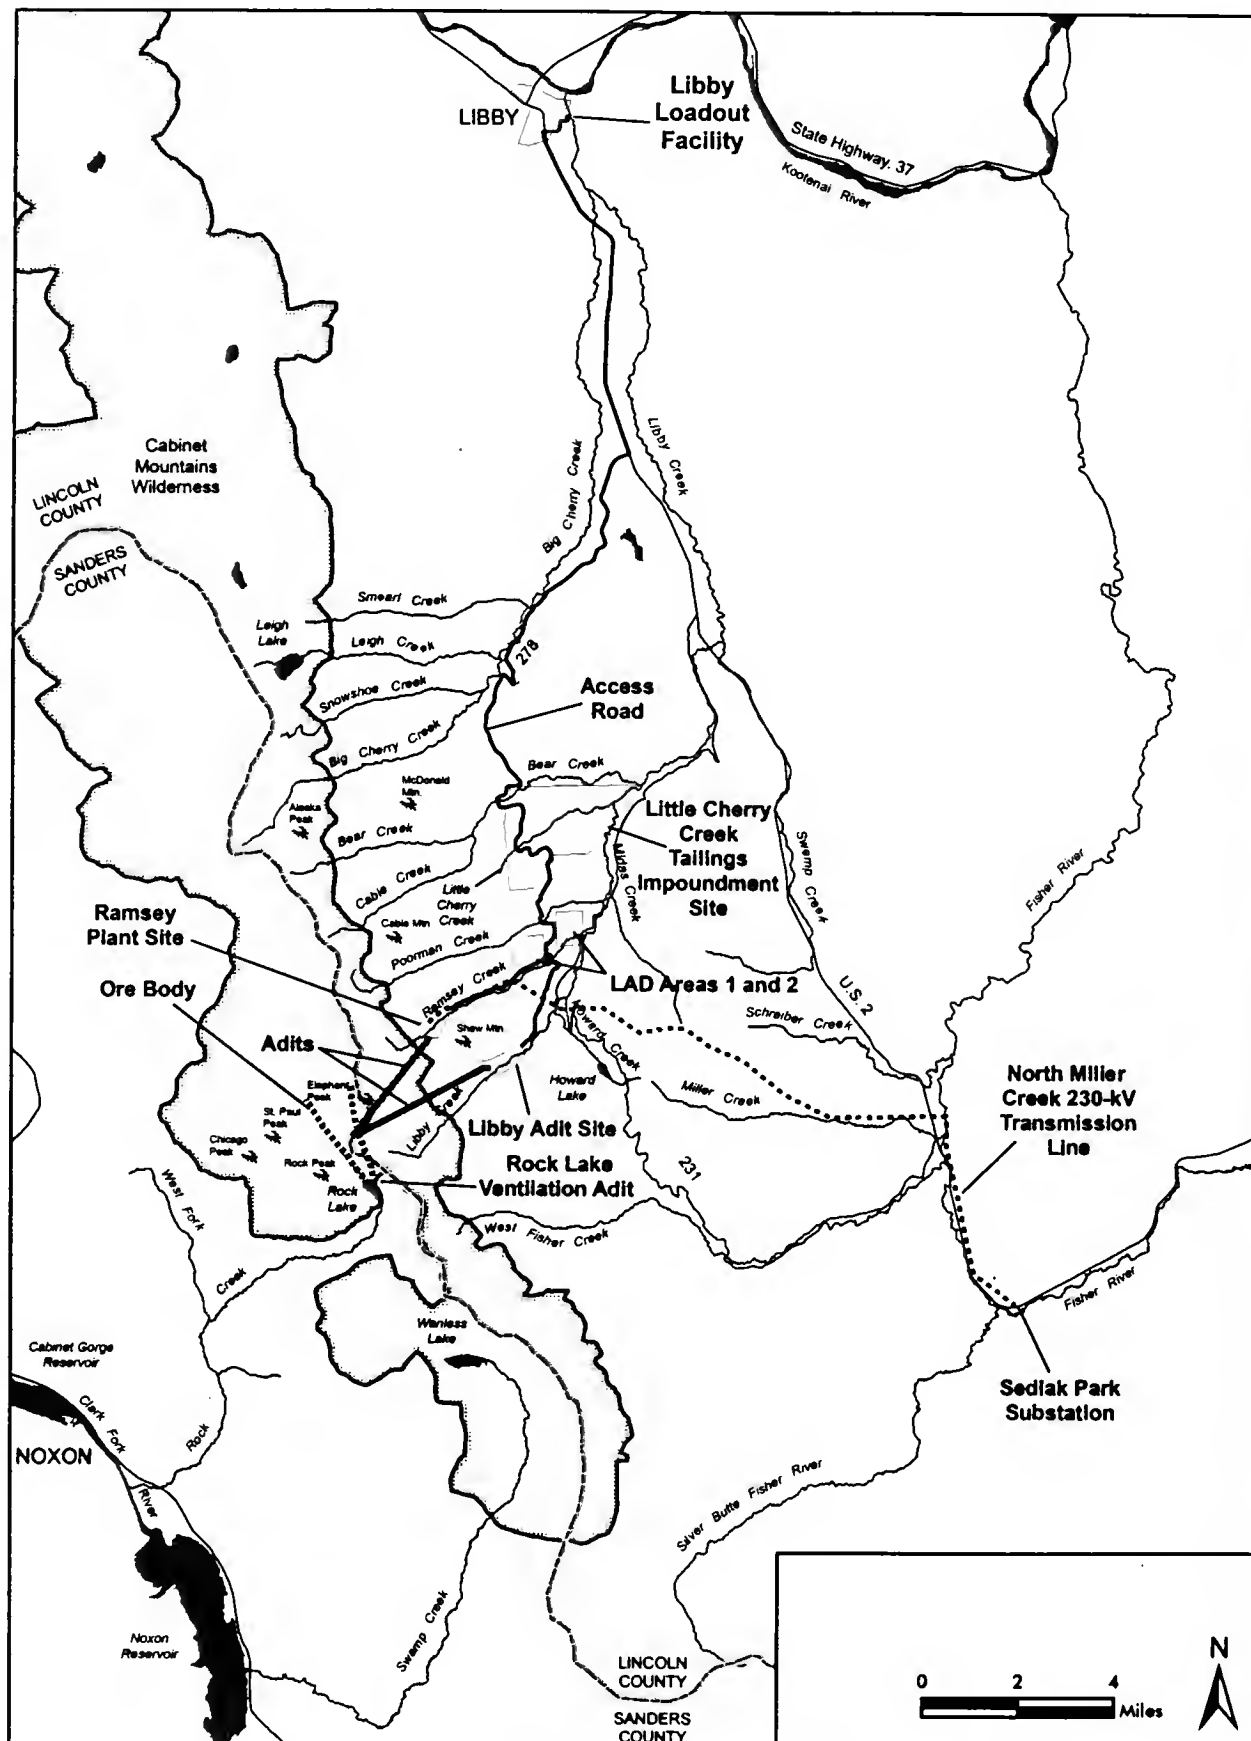 LIBBY
Libby
Loadout
Facility
State Highway. 37
Kootenai River
Libby Creek
Big Cherry Creek
Cabinet
Mountains
Wilderness
LINCOLN
COUNTY
SANDERS
COUNTY
Smearl Creek
Leigh
Lake
Leigh Creek
278
Snowshoe Creek
Access
Road
Big Cherry Creek
Bear Creek
McDonald
Mtn.
Alaska
Peak
Little Cherry
Creek
Tailings
Impoundment
Site
Bear Creek
Midas Creek
Swamp Creek
Cable Creek
Little
Cherry
Creek
Fisher River
Ramsey
Plant Site
Cable Mtn
Poorman Creek
Ore Body
Ramsey Creek
LAD Areas 1 and 2
U.S. 2
Schreiber Creek
Adits
Shaw Mtn.
Howard Creek
Elephant
Peak
Howard
Lake
Miller Creek
North Miller
Creek 230-kV
Transmission
Line
St. Paul
Peak
Libby Creek
Libby Adit Site
Chicago
Peak
Rock Peak
Rock Lake
Ventilation Adit
231
West Fork
Rock
Lake
West Fisher Creek
Creek
Fisher River
Wanless
Lake
Cabinet Gorge
Reservoir
Sedlak Park
Substation
Clark Fork
Rock
NOXON
River
Silver Butte Fisher River
Noxon
Reservoir
Swamp Creek
LINCOLN
COUNTY
SANDERS
COUNTY
N
0 2 4
Miles